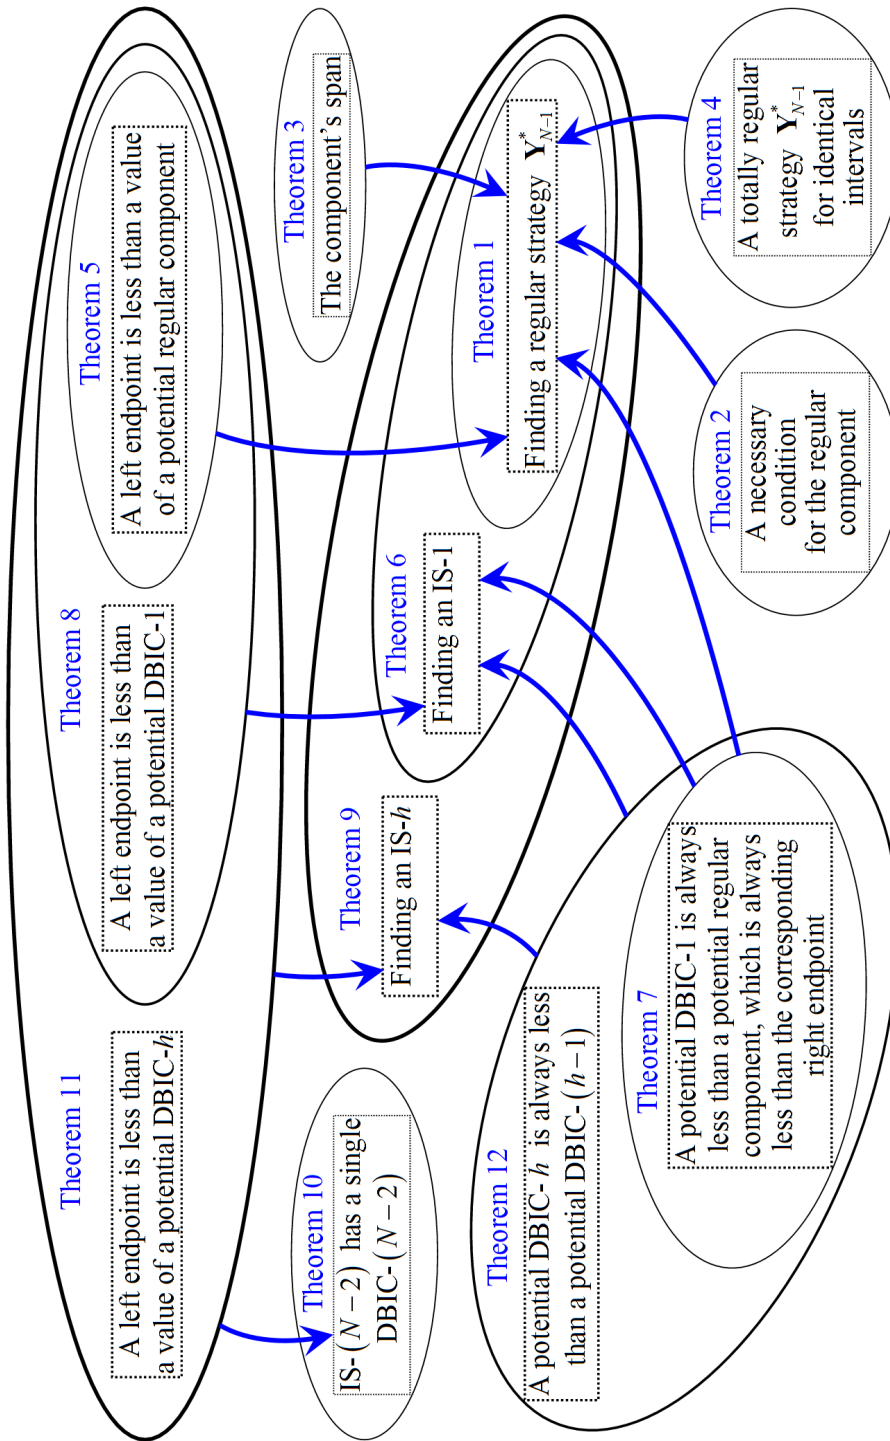 Theorem 11
A left endpoint is less than
a value of a potential DBIC-h
Theorem 8
A left endpoint is less than
a value of a potential DBIC-1
Theorem 5
A left endpoint is less than a value
of a potential regular component
Theorem 10
IS-(N − 2) has a single
DBIC-(N − 2)
Theorem 3
The component's span
Theorem 9
Finding an IS-h
Theorem 6
Finding an IS-1
Theorem 1
Finding a regular strategy Y*_{N−1}
Theorem 12
A potential DBIC-h is always less
than a potential DBIC-(h − 1)
Theorem 7
A potential DBIC-1 is always
less than a potential regular
component, which is always
less than the corresponding
right endpoint
Theorem 2
A necessary
condition
for the regular
component
Theorem 4
A totally regular
strategy Y*_{N−1}
for identical
intervals